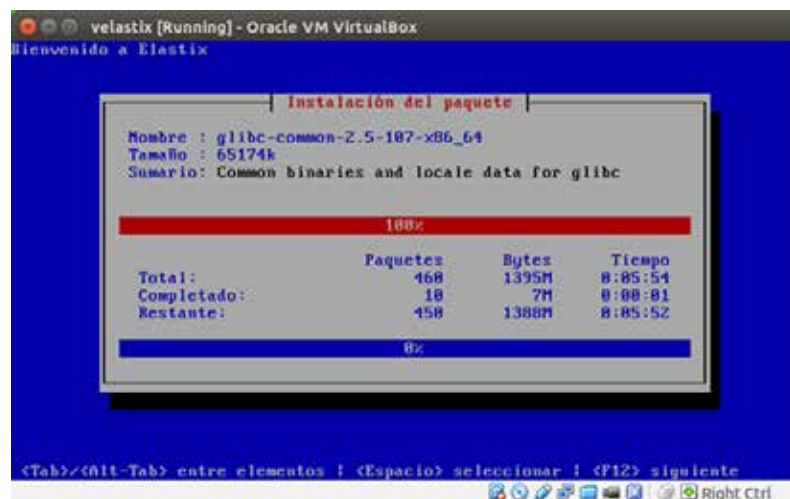 velastix [Running] - Oracle VM VirtualBox
Bienvenido a Elastix
Instalación del paquete
Nombre : glibc-common-2.5-107-x86_64
Tamaño : 65174k
Sumario: Common binaries and locale data for glibc
100%
Paquetes Bytes Tiempo
Total: 460 1395M 0:05:54
Completado: 10 7M 0:00:01
Restante: 450 1388M 0:05:52
0%
<Tab>/<Alt-Tab> entre elementos | <Espacio> seleccionar | <F12> siguiente
Right Ctrl